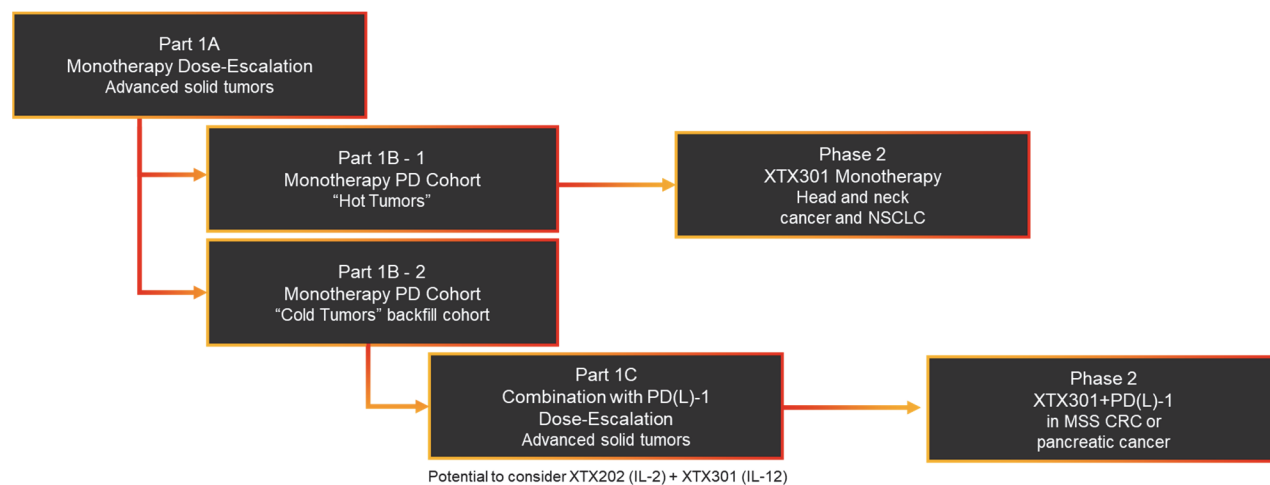 Part 1A
Monotherapy Dose-Escalation
Advanced solid tumors
Part 1B - 1
Monotherapy PD Cohort
“Hot Tumors”
Phase 2
XTX301 Monotherapy
Head and neck
cancer and NSCLC
Part 1B - 2
Monotherapy PD Cohort
“Cold Tumors” backfill cohort
Part 1C
Combination with PD(L)-1
Dose-Escalation
Advanced solid tumors
Phase 2
XTX301+PD(L)-1
in MSS CRC or
pancreatic cancer
Potential to consider XTX202 (IL-2) + XTX301 (IL-12)